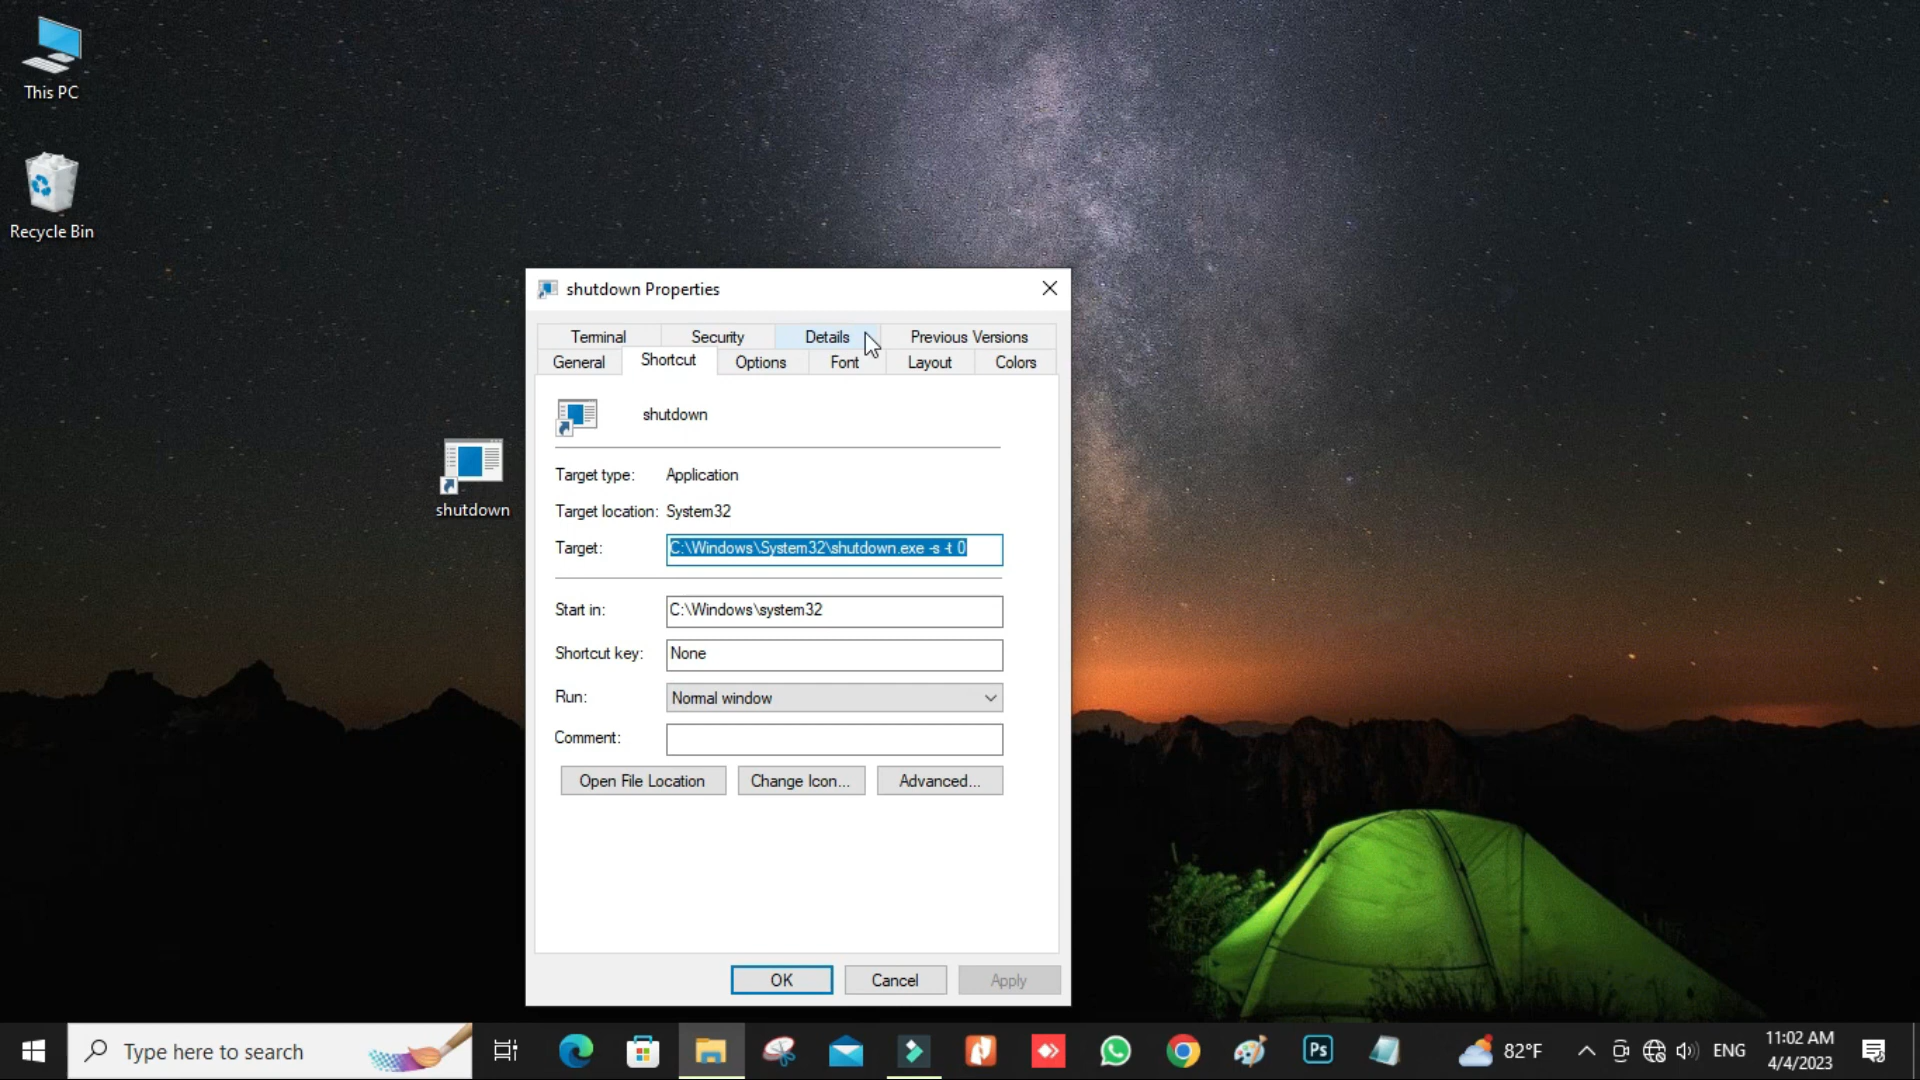 This PC
Recycle Bin
shutdown
shutdown Properties
Terminal Security Details Previous Versions
General Shortcut Options Font Layout Colors
shutdown
Target type: Application
Target location: System32
Target: C:\Windows\System32\shutdown.exe -s -t 0
Start in: C:\Windows\system32
Shortcut key: None
Run: Normal window
Comment:
Open File Location Change Icon... Advanced...
OK Cancel Apply
Type here to search Ps 82°F ENG 11:02 AM
4/4/2023